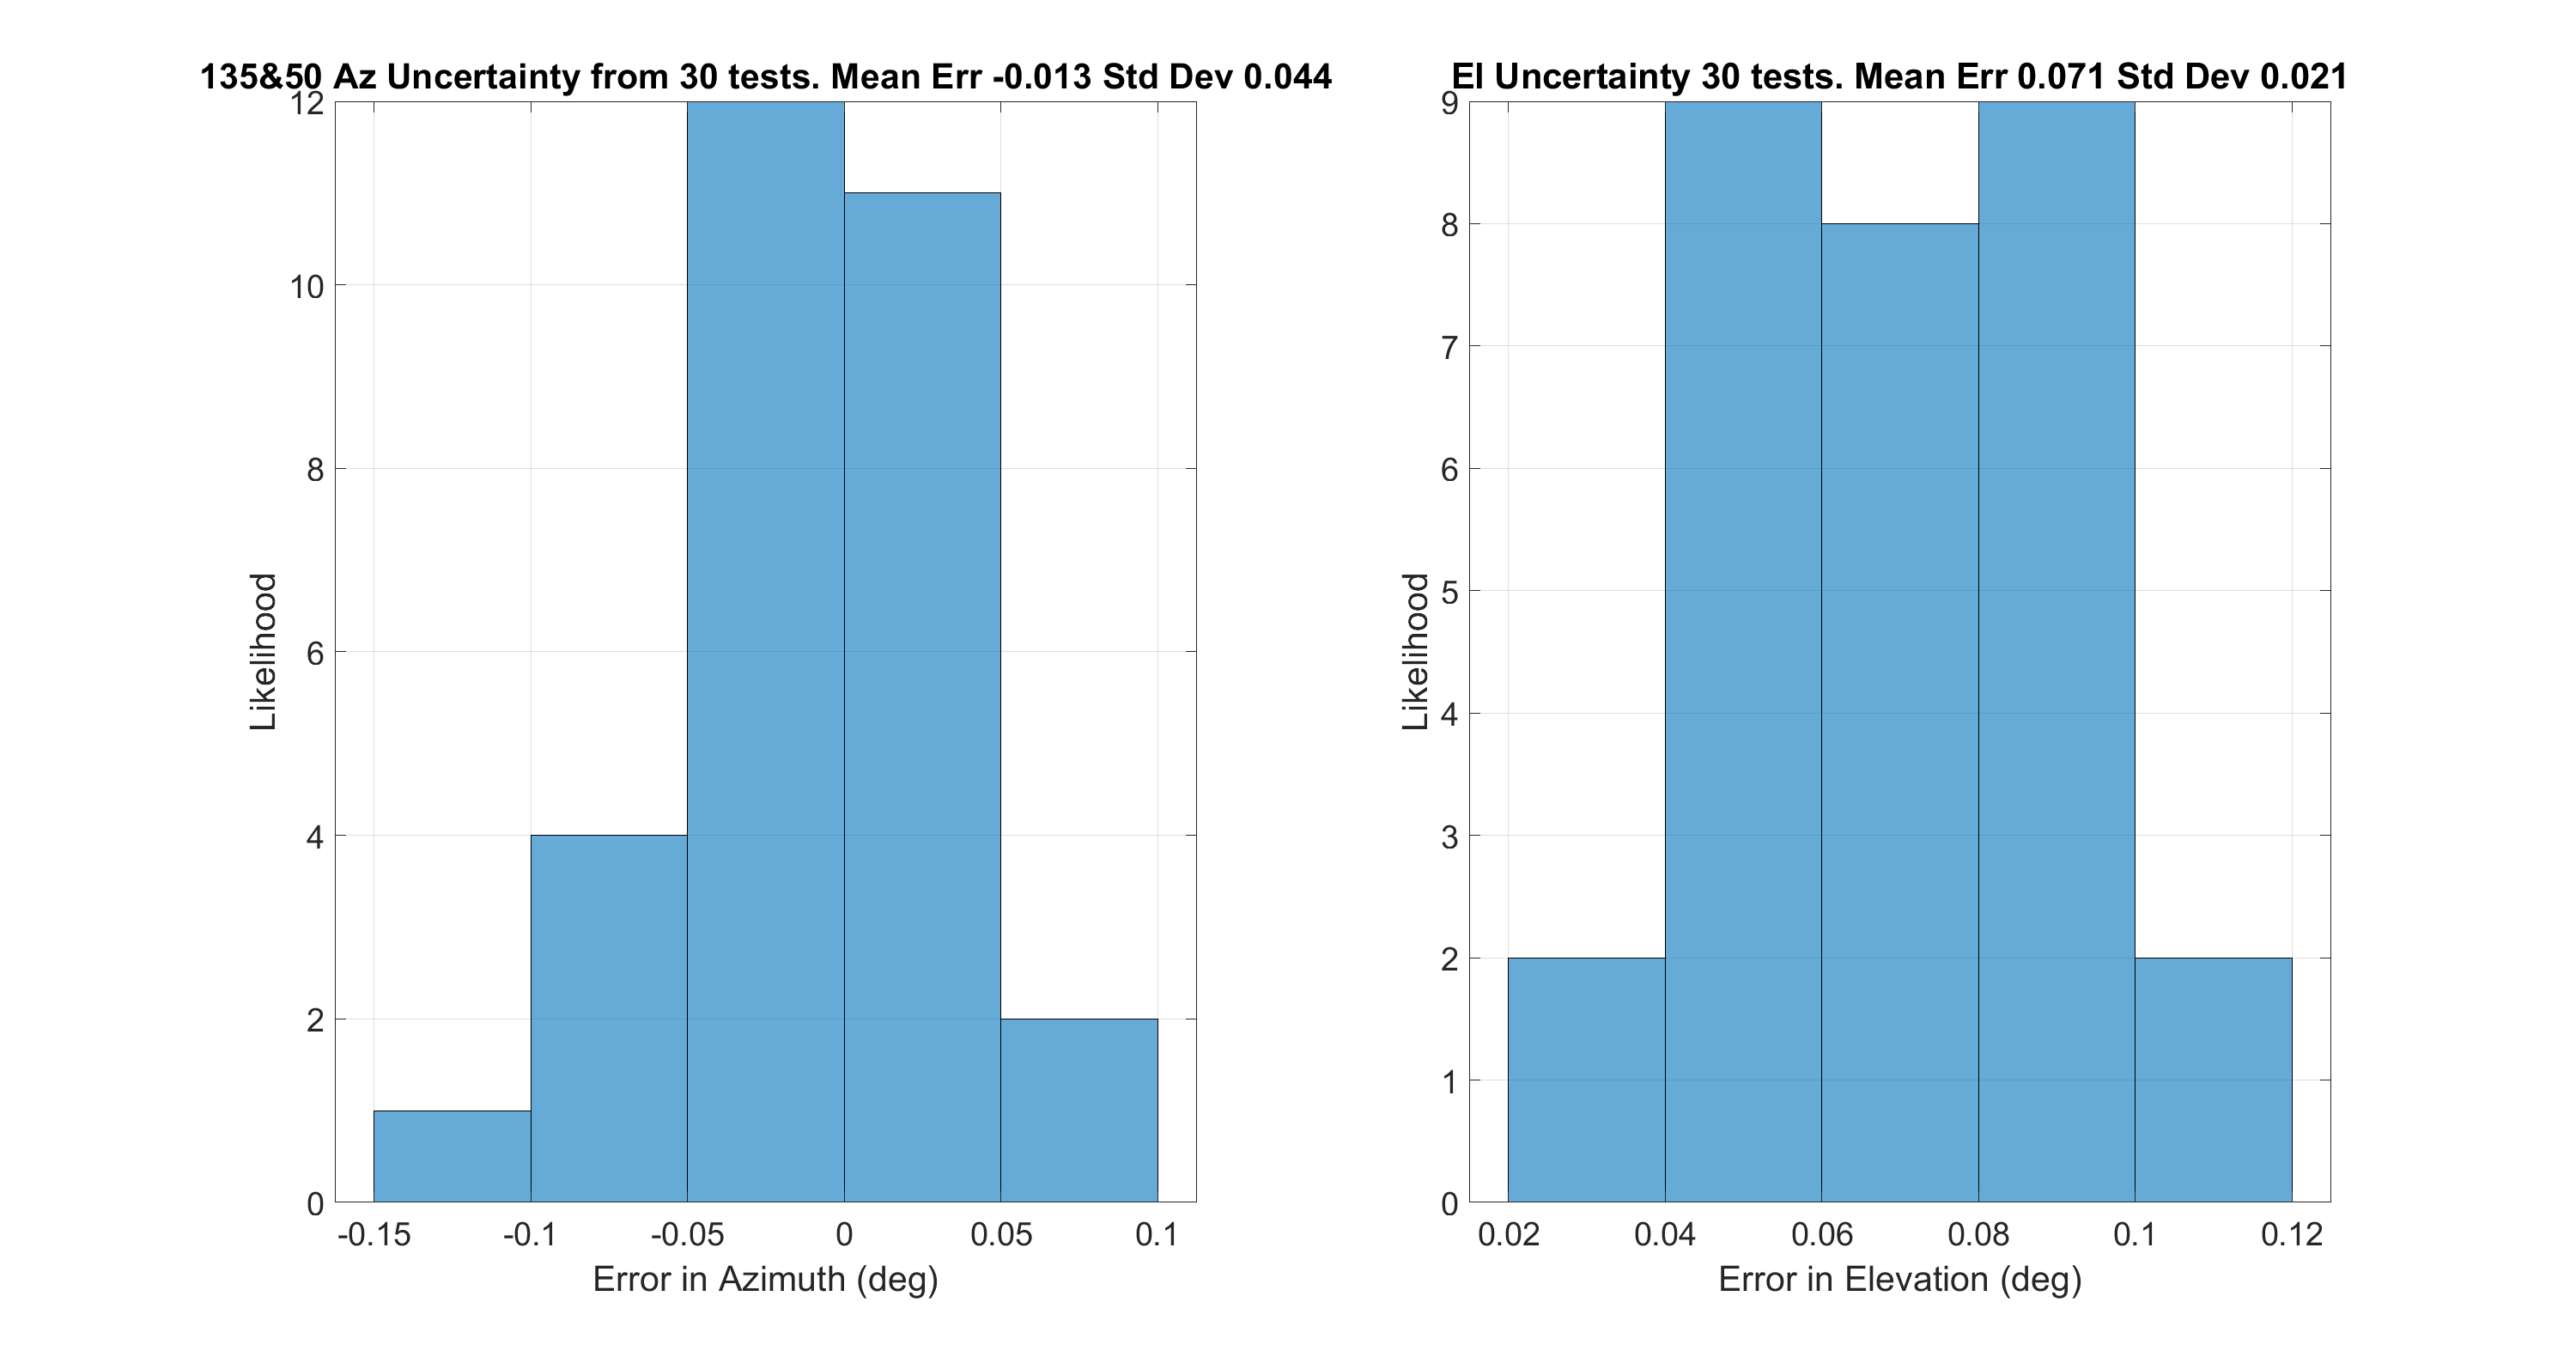 135&50 Az Uncertainty from 30 tests. Mean Err -0.013 Std Dev 0.044
12
10
8
6
4
2
0
Likelihood
-0.15 -0.1 -0.05 0 0.05 0.1
Error in Azimuth (deg)
El Uncertainty 30 tests. Mean Err 0.071 Std Dev 0.021
9
8
7
6
5
4
3
2
1
0
Likelihood
0.02 0.04 0.06 0.08 0.1 0.12
Error in Elevation (deg)